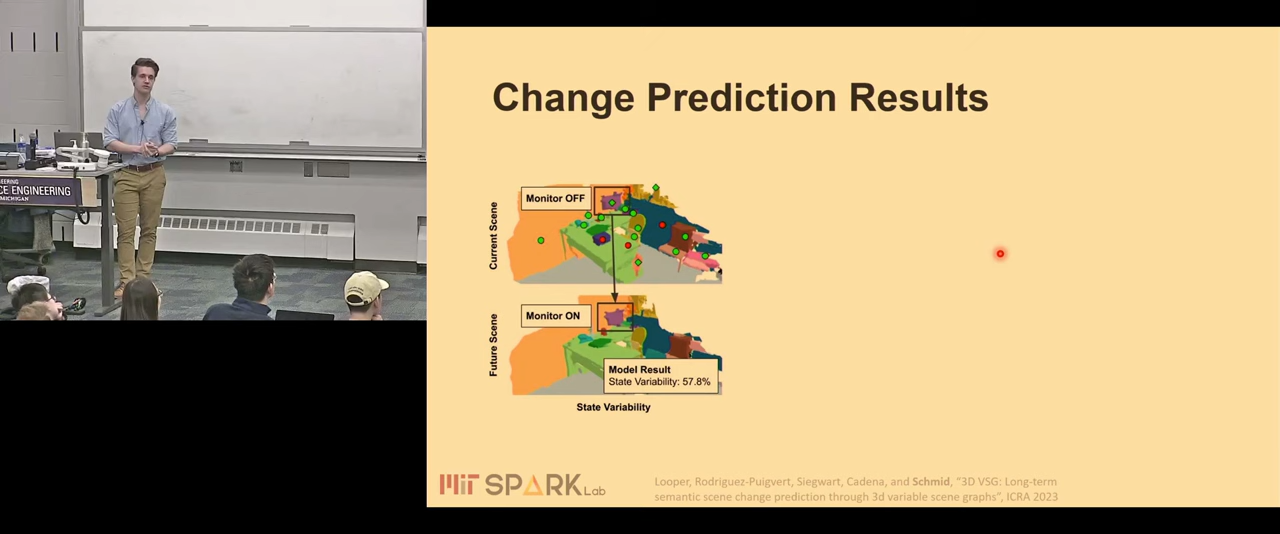 ENGINEERING
CE ENGINEERING
MICHIGAN
Change Prediction Results
Current Scene
Monitor OFF
Future Scene
Monitor ON
Model Result
State Variability: 57.8%
State Variability
MIT SPARK Lab
Looper, Rodriguez-Puigvert, Siegwart, Cadena, and Schmid, "3D VSG: Long-term
semantic scene change prediction through 3d variable scene graphs", ICRA 2023